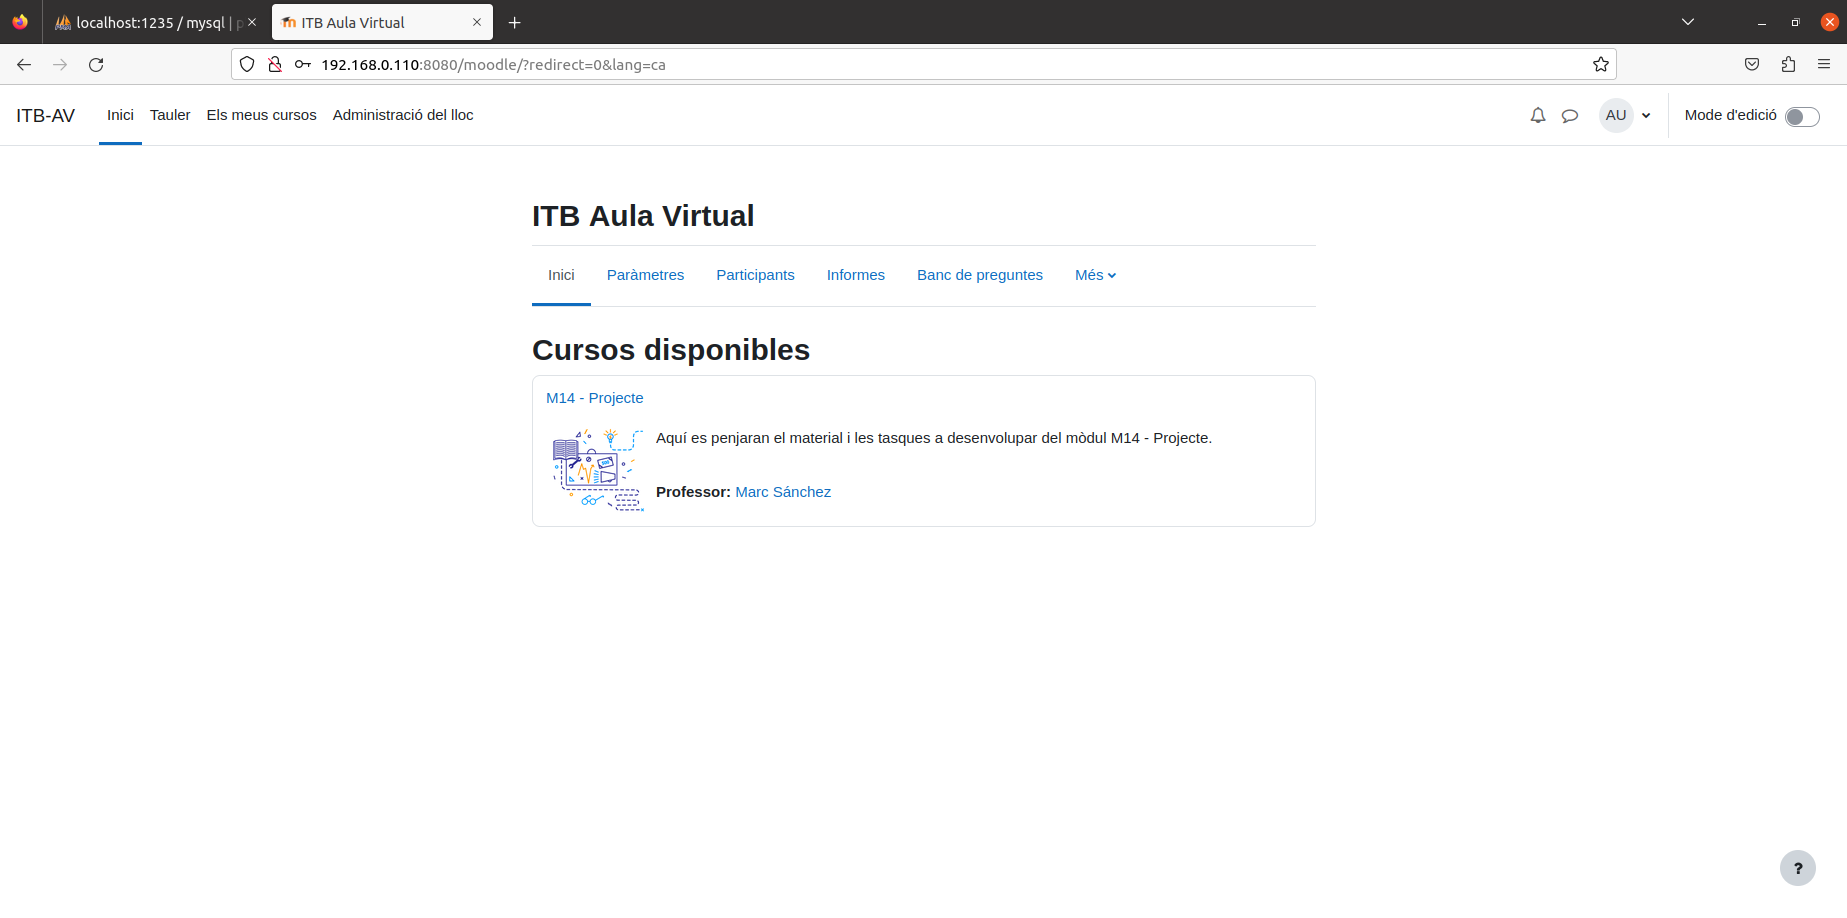 localhost:1235 / mysql | p
ITB Aula Virtual
192.168.0.110:8080/moodle/?redirect=0&lang=ca
ITB-AV Inici Tauler Els meus cursos Administració del lloc AU Mode d'edició
ITB Aula Virtual
Inici Paràmetres Participants Informes Banc de preguntes Més
Cursos disponibles
M14 - Projecte
Aquí es penjaran el material i les tasques a desenvolupar del mòdul M14 - Projecte.
Professor: Marc Sánchez
?